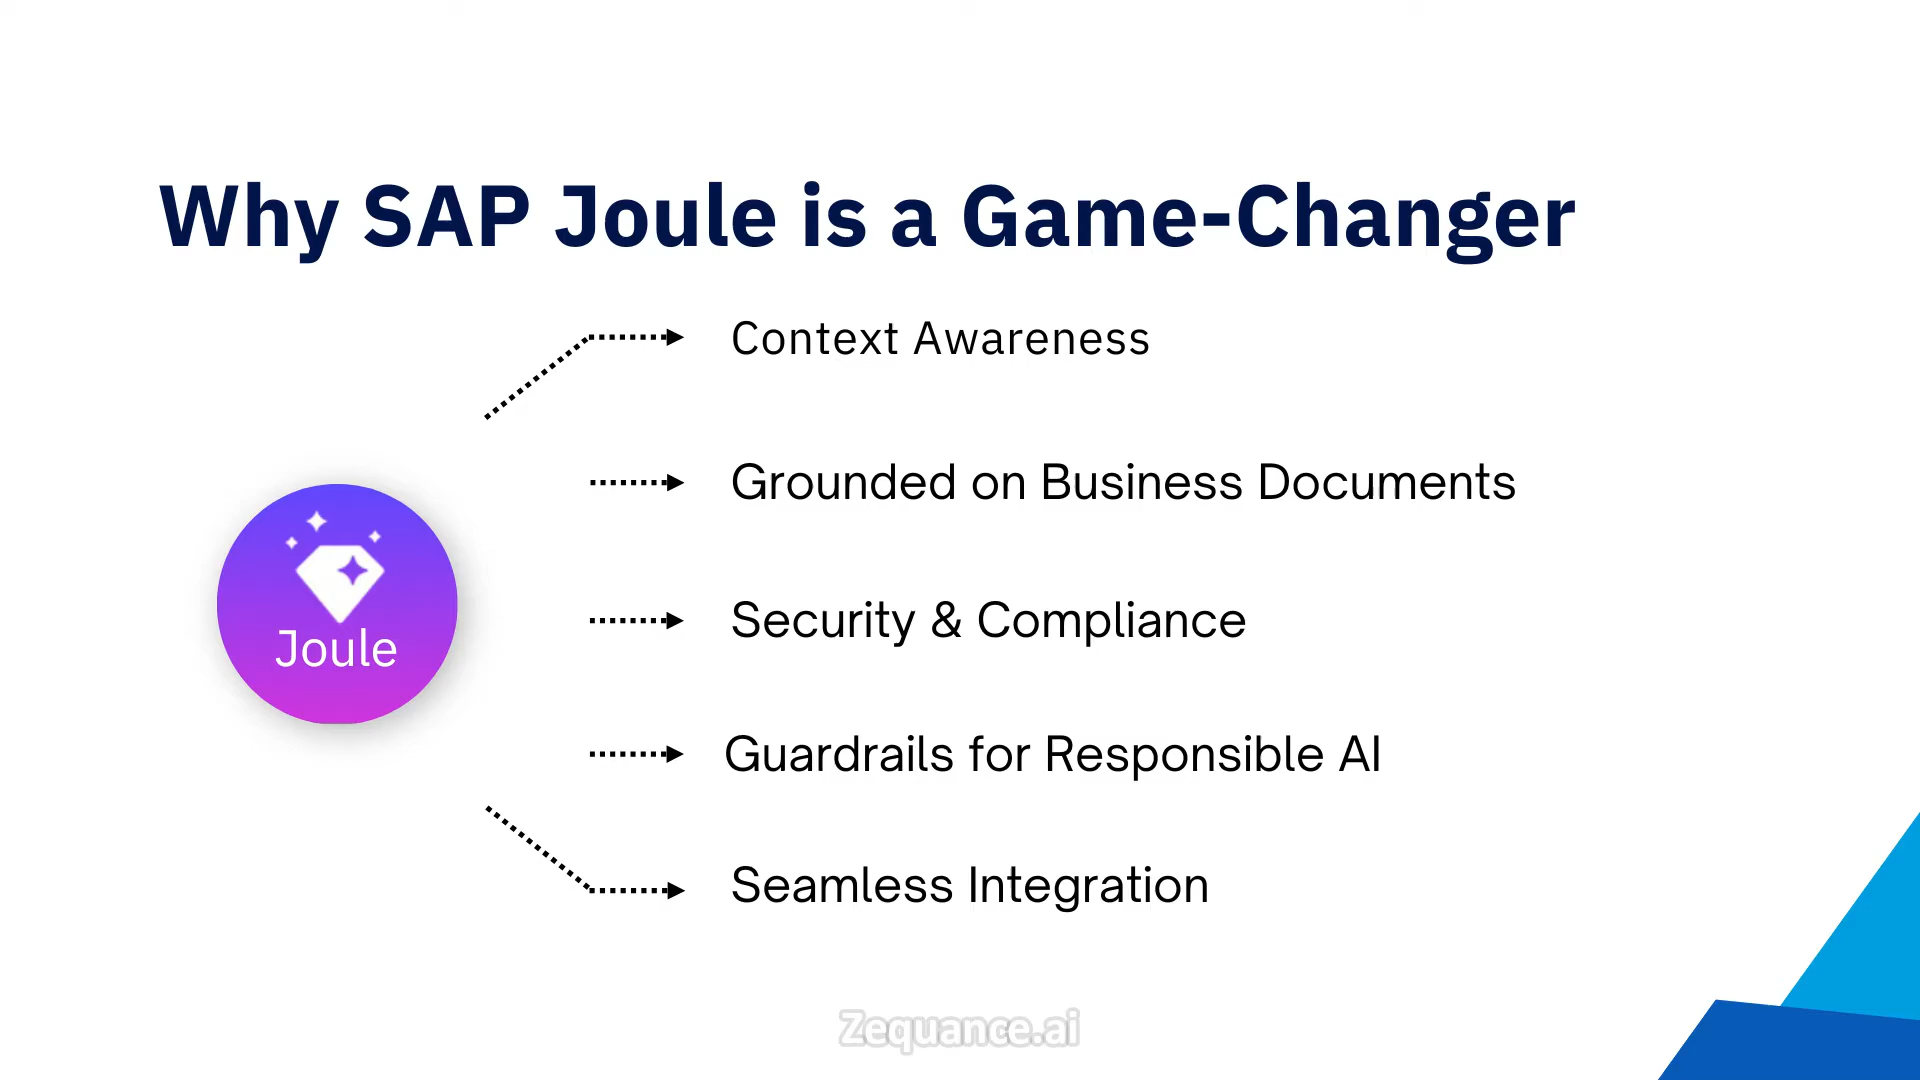 Why SAP Joule is a Game-Changer
Context Awareness
Grounded on Business Documents
Joule
Security & Compliance
Guardrails for Responsible AI
Seamless Integration
Zequance.ai